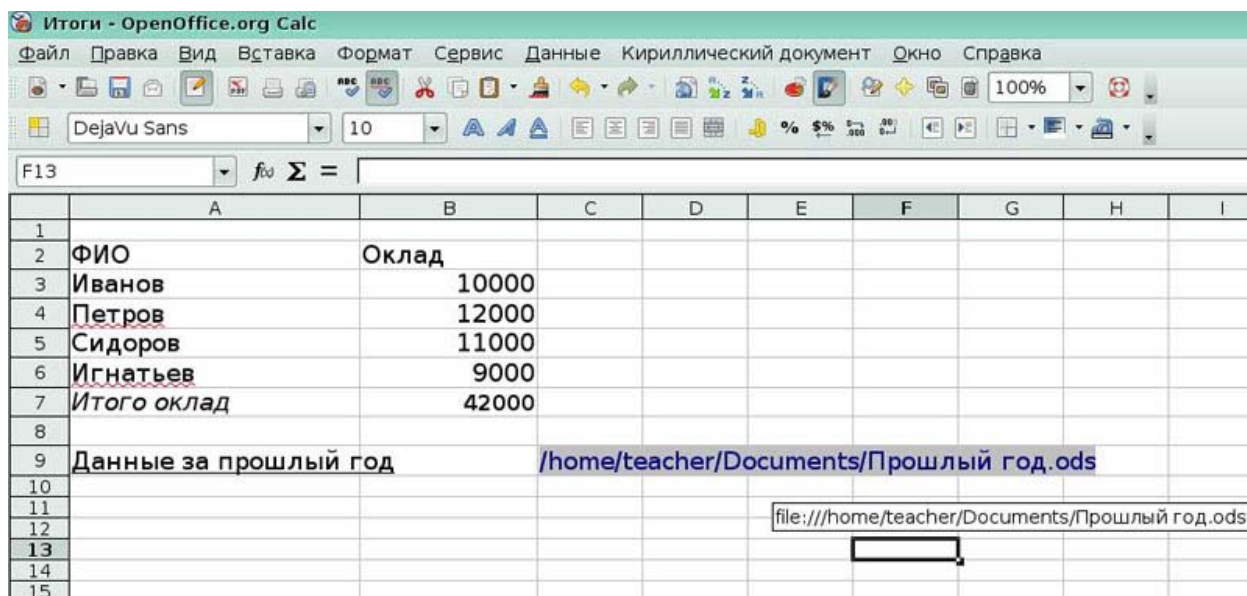 Итоги - OpenOffice.org Calc
Файл Правка Вид Вставка Формат Сервис Данные Кириллический документ Окно Справка
100%
DejaVu Sans 10
F13 f(x) Σ =
A B C D E F G H I
1
2 ФИО Оклад
3 Иванов 10000
4 Петров 12000
5 Сидоров 11000
6 Игнатьев 9000
7 Итого оклад 42000
8
9 Данные за прошлый год /home/teacher/Documents/Прошлый год.ods
10
11
file:///home/teacher/Documents/Прошлый год.ods
12
13
14
15